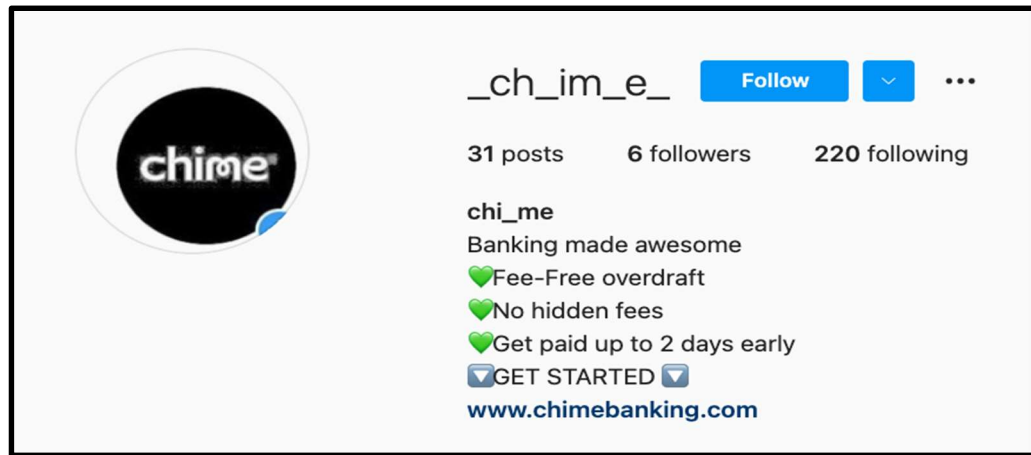 chime®
_ch_im_e_ Follow
31 posts 6 followers 220 following
chi_me
Banking made awesome
💚Fee-Free overdraft
💚No hidden fees
💚Get paid up to 2 days early
🔽GET STARTED 🔽
www.chimebanking.com